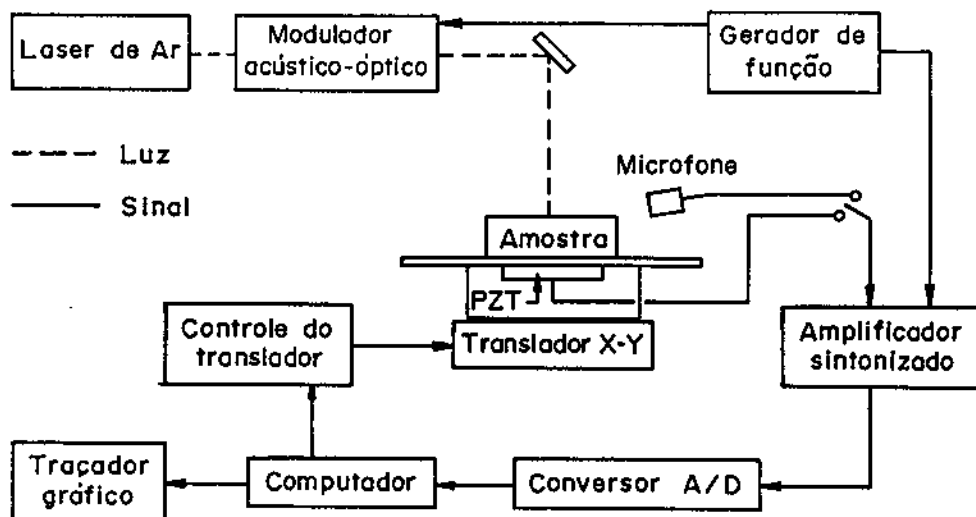 Laser de Ar
Modulador
acústico-óptico
Gerador de
função
Luz
Sinal
Microfone
Amostra
PZT
Controle do
translador
Translador X-Y
Amplificador
sintonizado
Traçador
gráfico
Computador
Conversor A/D